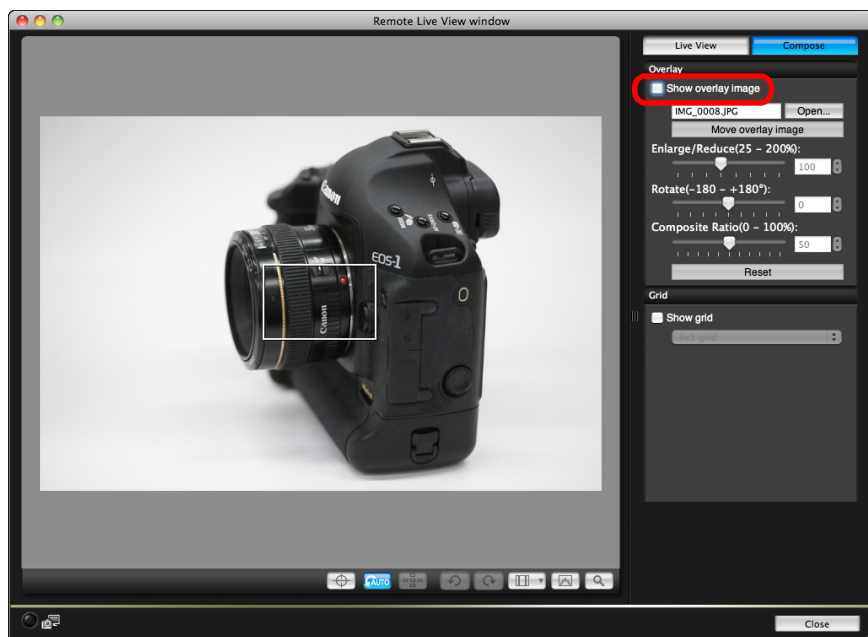 Remote Live View window
Live View
Compose
Overlay
Show overlay image
IMG_0008.JPG
Open...
Move overlay image
Enlarge/Reduce(25 – 200%):
100
Rotate(-180 – +180°):
0
Composite Ratio(0 – 100%):
50
Reset
Grid
Show grid
Canon
EOS-1
Canon
AUTO
Close